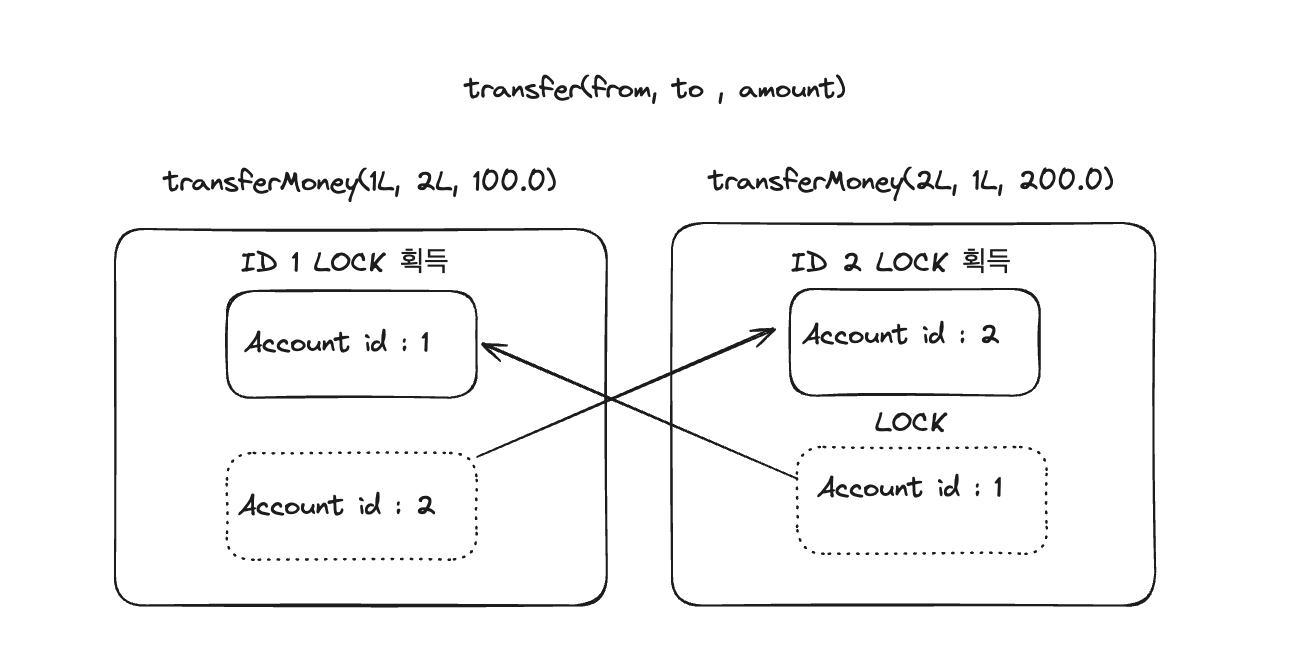 transfer(from, to , amount)
transferMoney(1L, 2L, 100.0)
ID 1 LOCK 획득
Account id : 1
Account id : 2
transferMoney(2L, 1L, 200.0)
ID 2 LOCK 획득
Account id : 2
LOCK
Account id : 1